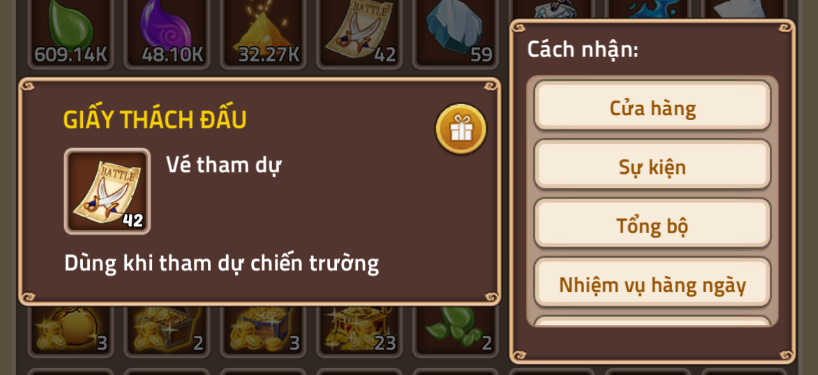 609.14K
48.10K
32.27K
42
59
GIẤY THÁCH ĐẤU
BATTLE
42
Vé tham dự
Dùng khi tham dự chiến trường
Cách nhận:
Cửa hàng
Sự kiện
Tổng bộ
Nhiệm vụ hàng ngày
3
2
3
23
2